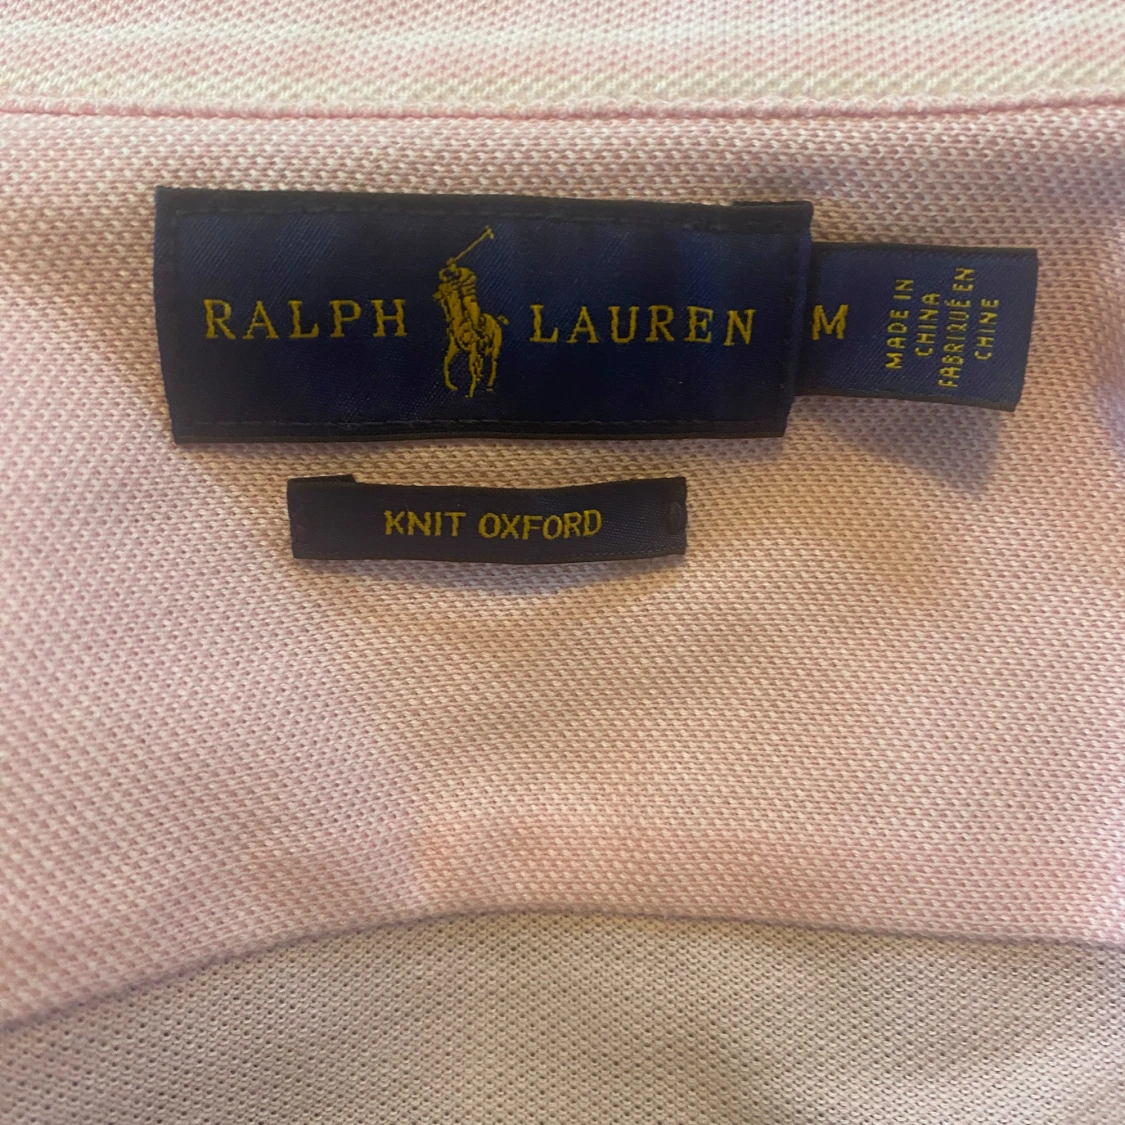 RALPH LAUREN
M
MADE IN
CHINA
FABRIQUÉ EN
CHINE
KNIT OXFORD